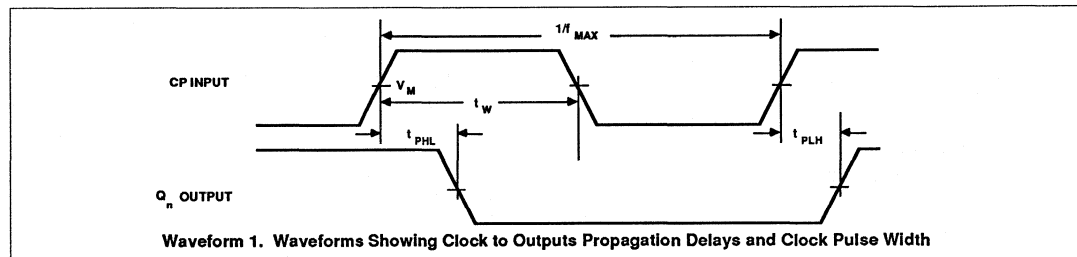 1/f MAX
CP INPUT
V M
t W
t PHL
t PLH
Q n OUTPUT
Waveform 1. Waveforms Showing Clock to Outputs Propagation Delays and Clock Pulse Width